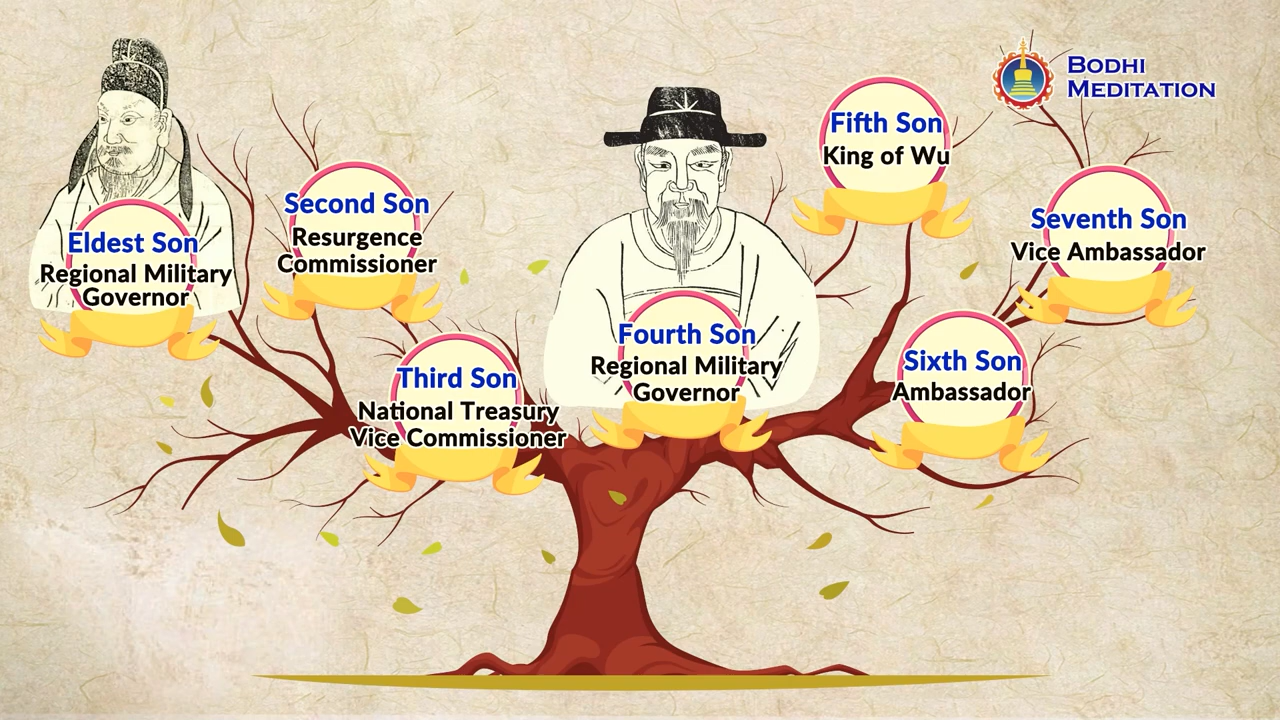 BODHI
MEDITATION
Eldest Son
Regional Military
Governor
Second Son
Resurgence
Commissioner
Third Son
National Treasury
Vice Commissioner
Fourth Son
Regional Military
Governor
Fifth Son
King of Wu
Sixth Son
Ambassador
Seventh Son
Vice Ambassador